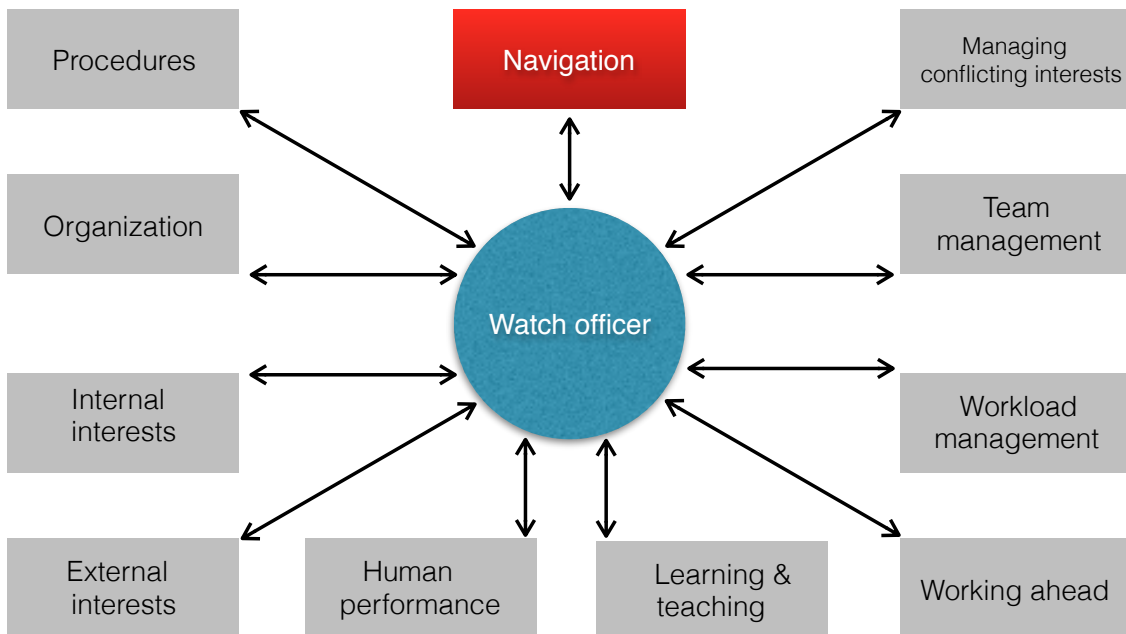 Procedures
Navigation
Managing
conflicting interests
Organization
Team
management
Watch officer
Internal
interests
Workload
management
External
interests
Human
performance
Learning &
teaching
Working ahead